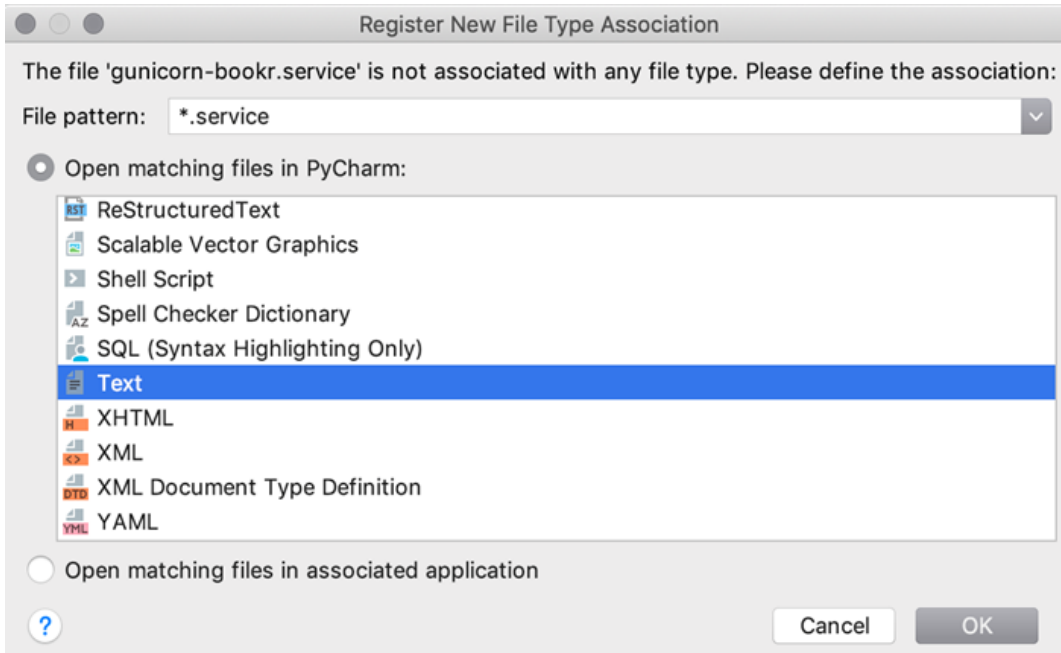 Register New File Type Association
The file 'gunicorn-bookr.service' is not associated with any file type. Please define the association:
File pattern: *.service
Open matching files in PyCharm:
RST ReStructuredText
Scalable Vector Graphics
Shell Script
AZ Spell Checker Dictionary
SQL (Syntax Highlighting Only)
Text
H XHTML
<> XML
DTD XML Document Type Definition
YML YAML
Open matching files in associated application
? Cancel OK